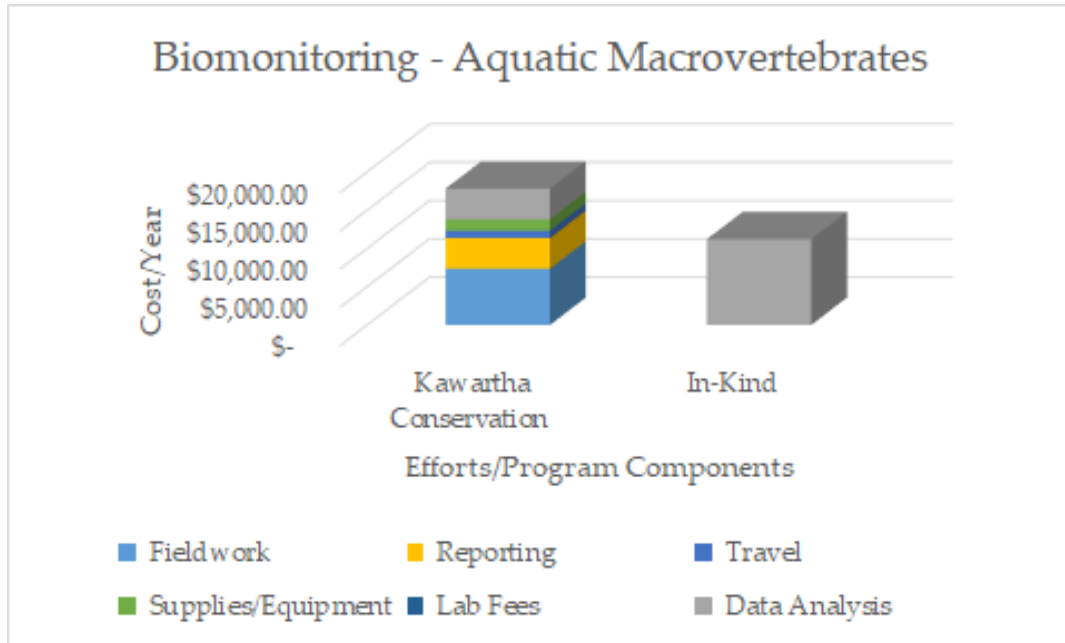 Biomonitoring - Aquatic Macrovertebrates
$20,000.00
$15,000.00
$10,000.00
$5,000.00
$-
Cost/Year
Kawartha
Conservation
In-Kind
Efforts/Program Components
Fieldwork
Reporting
Travel
Supplies/Equipment
Lab Fees
Data Analysis